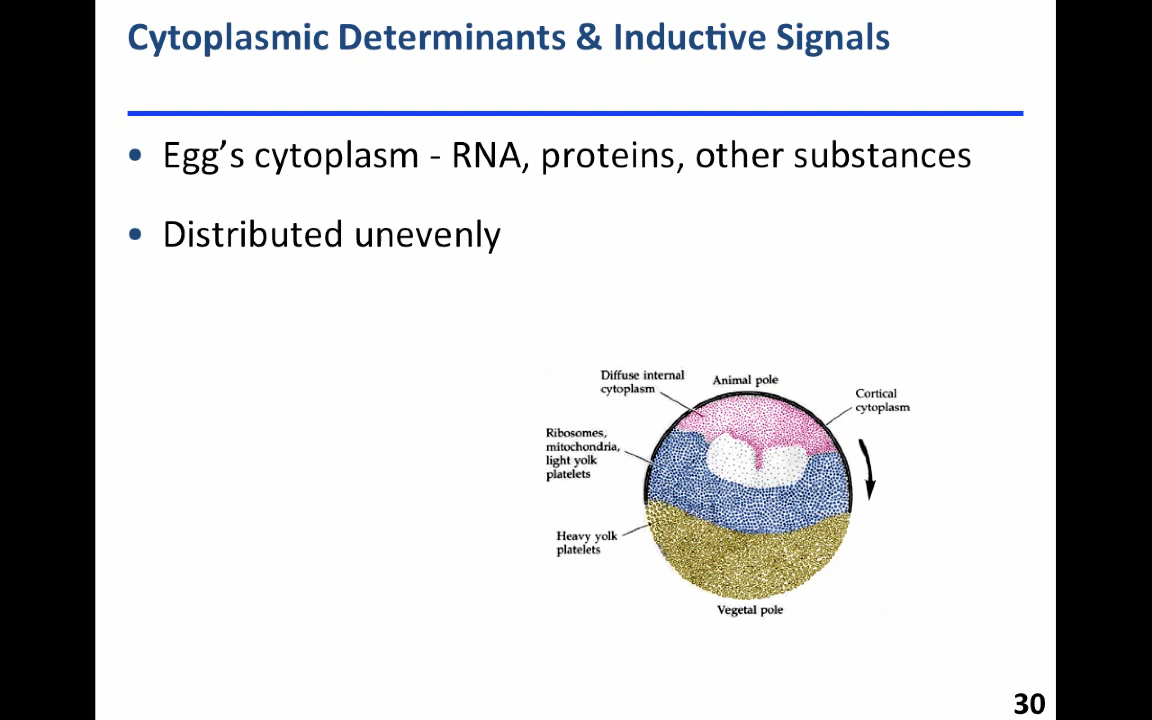 Cytoplasmic Determinants & Inductive Signals
• Egg’s cytoplasm - RNA, proteins, other substances
• Distributed unevenly
Diffuse internal
cytoplasm
Animal pole
Cortical
cytoplasm
Ribosomes,
mitochondria,
light yolk
platelets
Heavy yolk
platelets
Vegetal pole
30